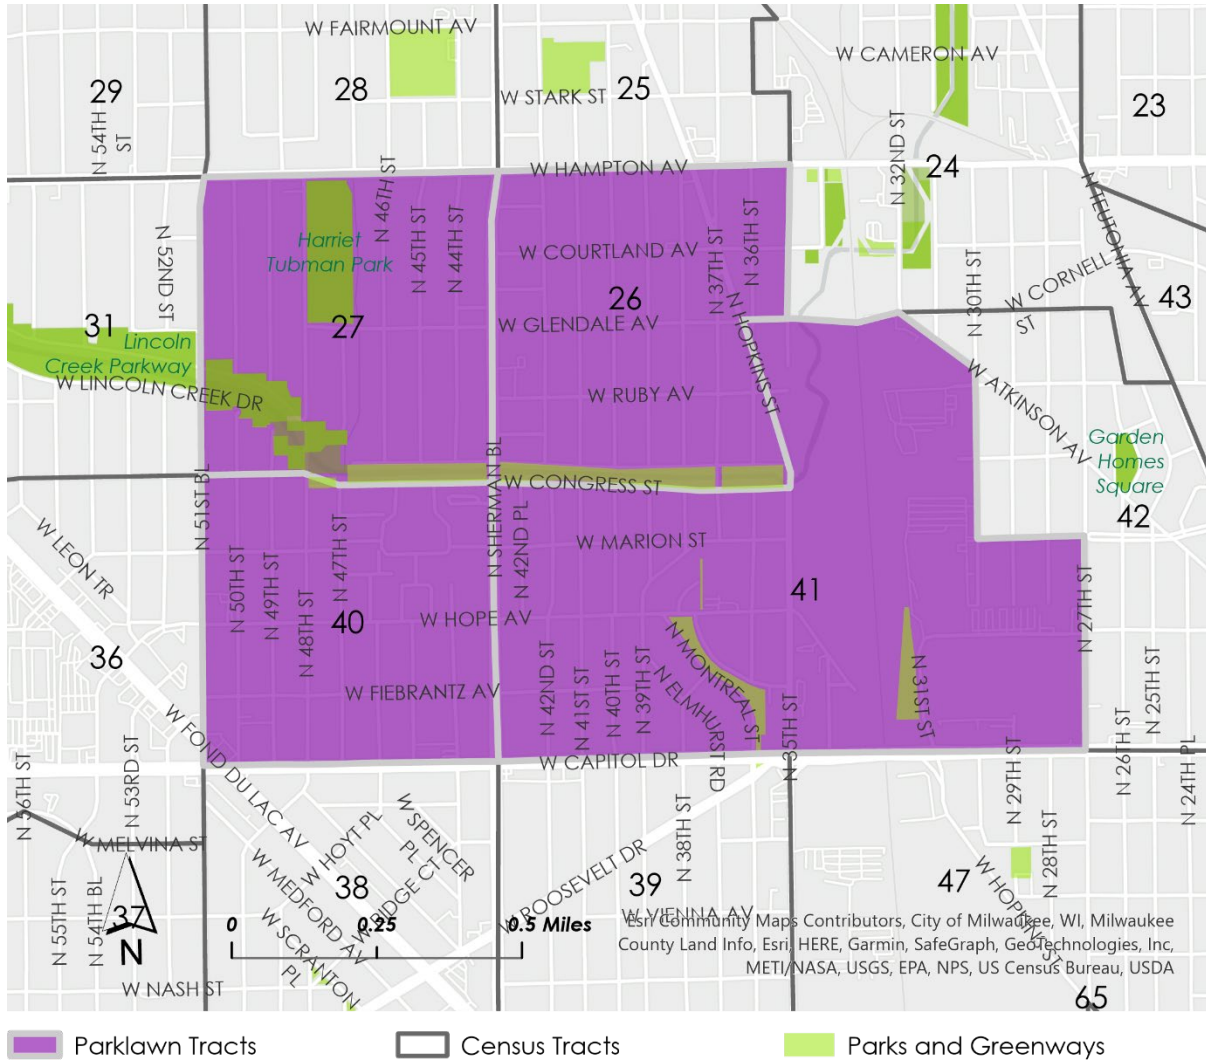 W FAIRMOUNT AV
W CAMERON AV
29
28
25
23
W STARK ST
N 54TH
ST
N 32ND ST
24
W HAMPTON AV
N 46TH ST
N 45TH ST
N 44TH ST
N 37TH ST
N 36TH ST
N TEUTONIA AV
N 52ND ST
Harriet
Tubman Park
W COURTLAND AV
N 30TH ST
W CORNELL
ST
43
26
31
27
W GLENDALE AV
N HOPKINS ST
Lincoln
Creek Parkway
W LINCOLN CREEK DR
W RUBY AV
W ATKINSON AV
Garden
Homes
Square
42
N 51ST BL
N SHERMAN BL
W CONGRESS ST
W LEON TR
N 42ND PL
W MARION ST
N 50TH ST
N 49TH ST
N 48TH ST
N 47TH ST
40
W HOPE AV
41
N 27TH ST
36
W FIEBRANTZ AV
N 42ND ST
N 41ST ST
N 40TH ST
N 39TH ST
N MONTREAL ST
N ELMHURST RD
N 35TH ST
N 31ST ST
N 25TH ST
N 26TH ST
N 24TH PL
W FOND DU LAC AV
W CAPITOL DR
N 56TH ST
N 53RD ST
N 29TH ST
N 28TH ST
W MELVINA ST
W HOYT PL
W SPENCER
PL
W RIDGE CT
N 38TH ST
W ROOSEVELT DR
W MEDFORD AV
38
39
47
W HOPKINS ST
N 55TH ST
N 54TH BL
37
N
W SCRANTON
PL
W VIENNA AV
W NASH ST
0
0.25
0.5 Miles
Esri Community Maps Contributors, City of Milwaukee, WI, Milwaukee
County Land Info, Esri, HERE, Garmin, SafeGraph, GeoTechnologies, Inc,
METI/NASA, USGS, EPA, NPS, US Census Bureau, USDA
65
Parklawn Tracts
Census Tracts
Parks and Greenways